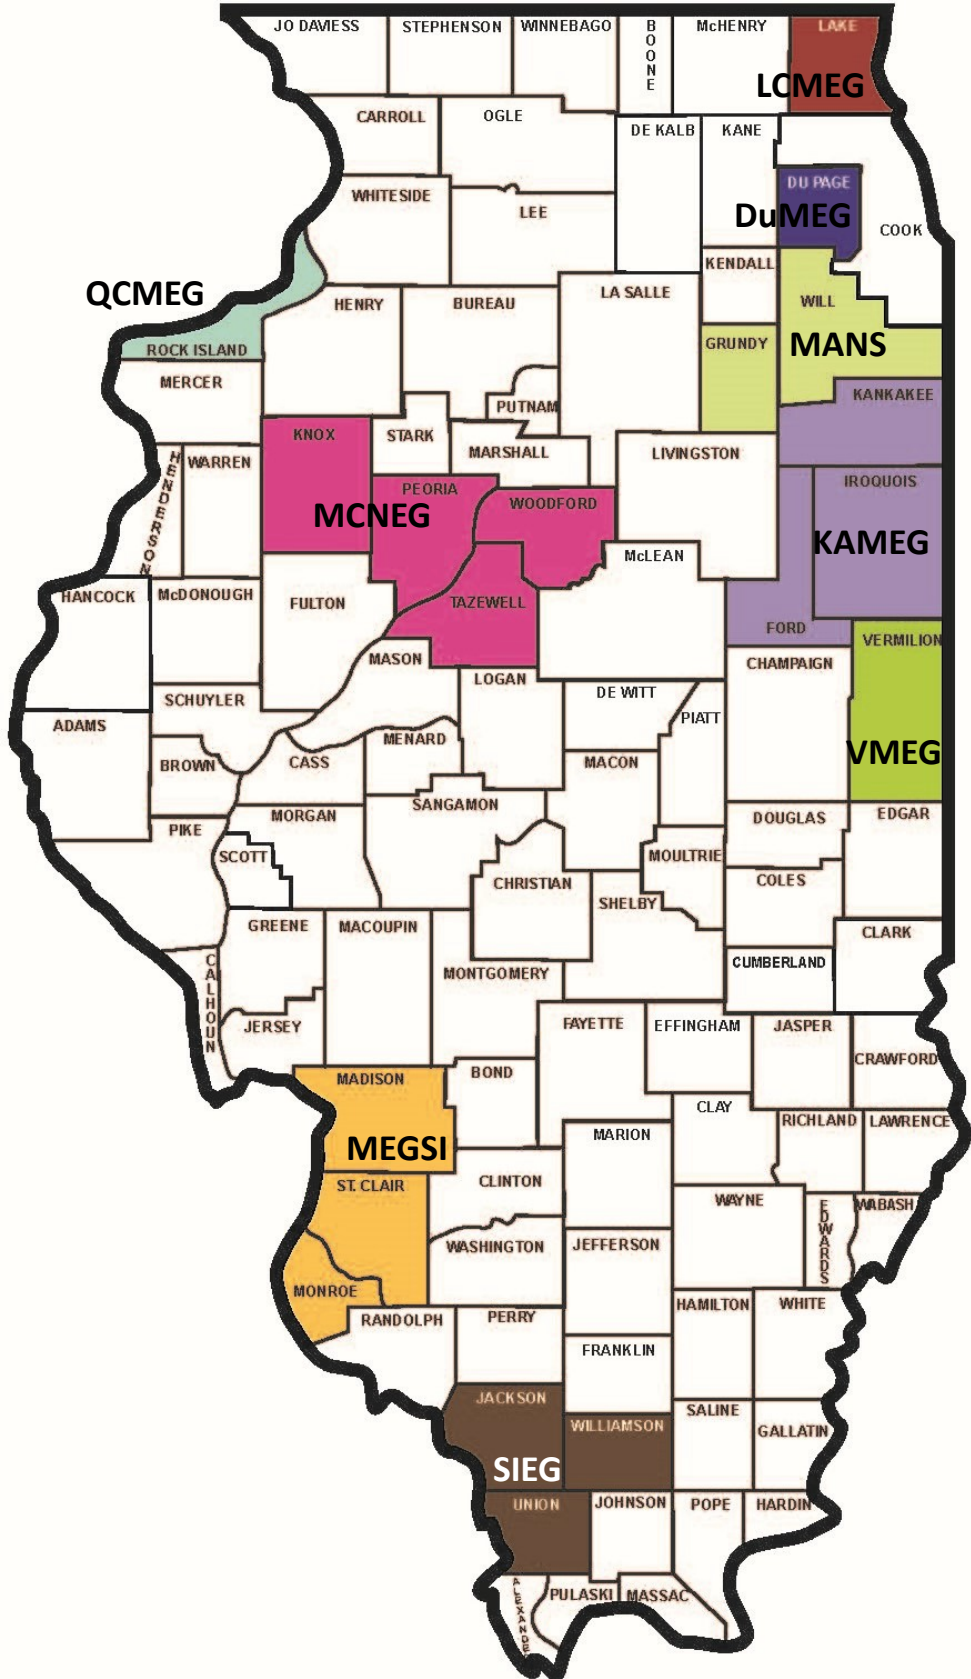 JO DAVIESS
STEPHENSON
WINNEBAGO
BOONE
McHENRY
LAKE
LCMEG
CARROLL
OGLE
DE KALB
KANE
DU PAGE
DuMEG
COOK
WHITESIDE
LEE
KENDALL
QCMEG
ROCK ISLAND
HENRY
BUREAU
LA SALLE
WILL
GRUNDY
MANS
MERCER
PUTNAM
KANKAKEE
KNOX
STARK
MARSHALL
LIVINGSTON
HENDERSON
WARREN
PEORIA
WOODFORD
IROQUOIS
MCNEG
KAMEG
McLEAN
HANCOCK
McDONOUGH
FULTON
TAZEWELL
FORD
VERMILION
MASON
LOGAN
CHAMPAIGN
SCHUYLER
DE WITT
PIATT
ADAMS
MENARD
BROWN
CASS
MACON
VMEG
SANGAMON
MORGAN
DOUGLAS
EDGAR
PIKE
SCOTT
MOULTRIE
CHRISTIAN
COLES
SHELBY
GREENE
MACOUPIN
CLARK
CALHOUN
MONTGOMERY
CUMBERLAND
JERSEY
FAYETTE
EFFINGHAM
JASPER
CRAWFORD
MADISON
BOND
CLAY
RICHLAND
LAWRENCE
MEGSI
MARION
ST. CLAIR
CLINTON
WAYNE
EDWARDS
WABASH
WASHINGTON
JEFFERSON
MONROE
RANDOLPH
PERRY
HAMILTON
WHITE
FRANKLIN
JACKSON
WILLIAMSON
SALINE
GALLATIN
SIEG
UNION
JOHNSON
POPE
HARDIN
ALEXANDER
PULASKI
MASSAC